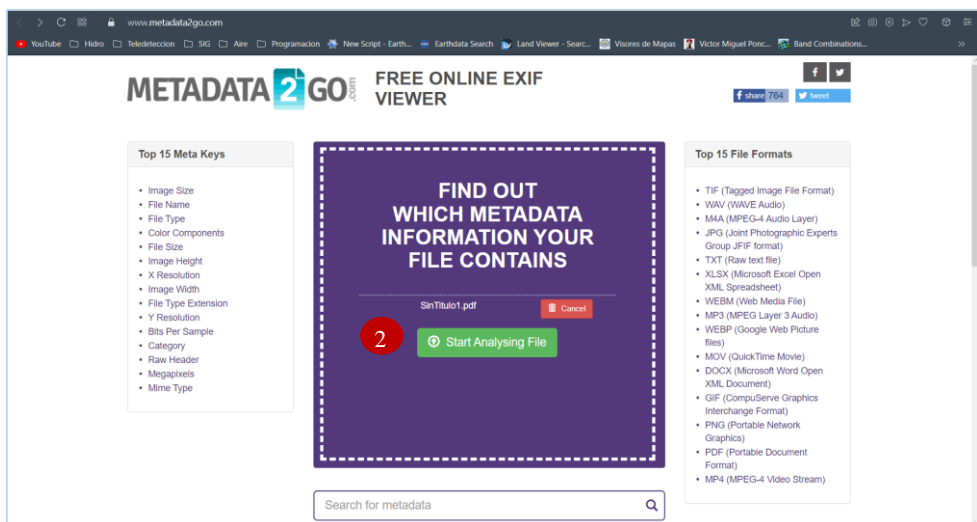 www.metadata2go.com
YouTube Hidro Teledeteccion SIG Aire Programacion New Script - Earth... Earthdata Search Land Viewer - Searc... Visores de Mapas Victor Miguel Ponc... Band Combinations... »
METADATA 2 GO .com
FREE ONLINE EXIF
VIEWER
f share 764 tweet
Top 15 Meta Keys
• Image Size
• File Name
• File Type
• Color Components
• File Size
• Image Height
• X Resolution
• Image Width
• File Type Extension
• Y Resolution
• Bits Per Sample
• Category
• Raw Header
• Megapixels
• Mime Type
FIND OUT
WHICH METADATA
INFORMATION YOUR
FILE CONTAINS
SinTitulo1.pdf Cancel
2 Start Analysing File
Search for metadata
Top 15 File Formats
• TIF (Tagged Image File Format)
• WAV (WAVE Audio)
• M4A (MPEG-4 Audio Layer)
• JPG (Joint Photographic Experts
Group JFIF format)
• TXT (Raw text file)
• XLSX (Microsoft Excel Open
XML Spreadsheet)
• WEBM (Web Media File)
• MP3 (MPEG Layer 3 Audio)
• WEBP (Google Web Picture
files)
• MOV (QuickTime Movie)
• DOCX (Microsoft Word Open
XML Document)
• GIF (CompuServe Graphics
Interchange Format)
• PNG (Portable Network
Graphics)
• PDF (Portable Document
Format)
• MP4 (MPEG-4 Video Stream)